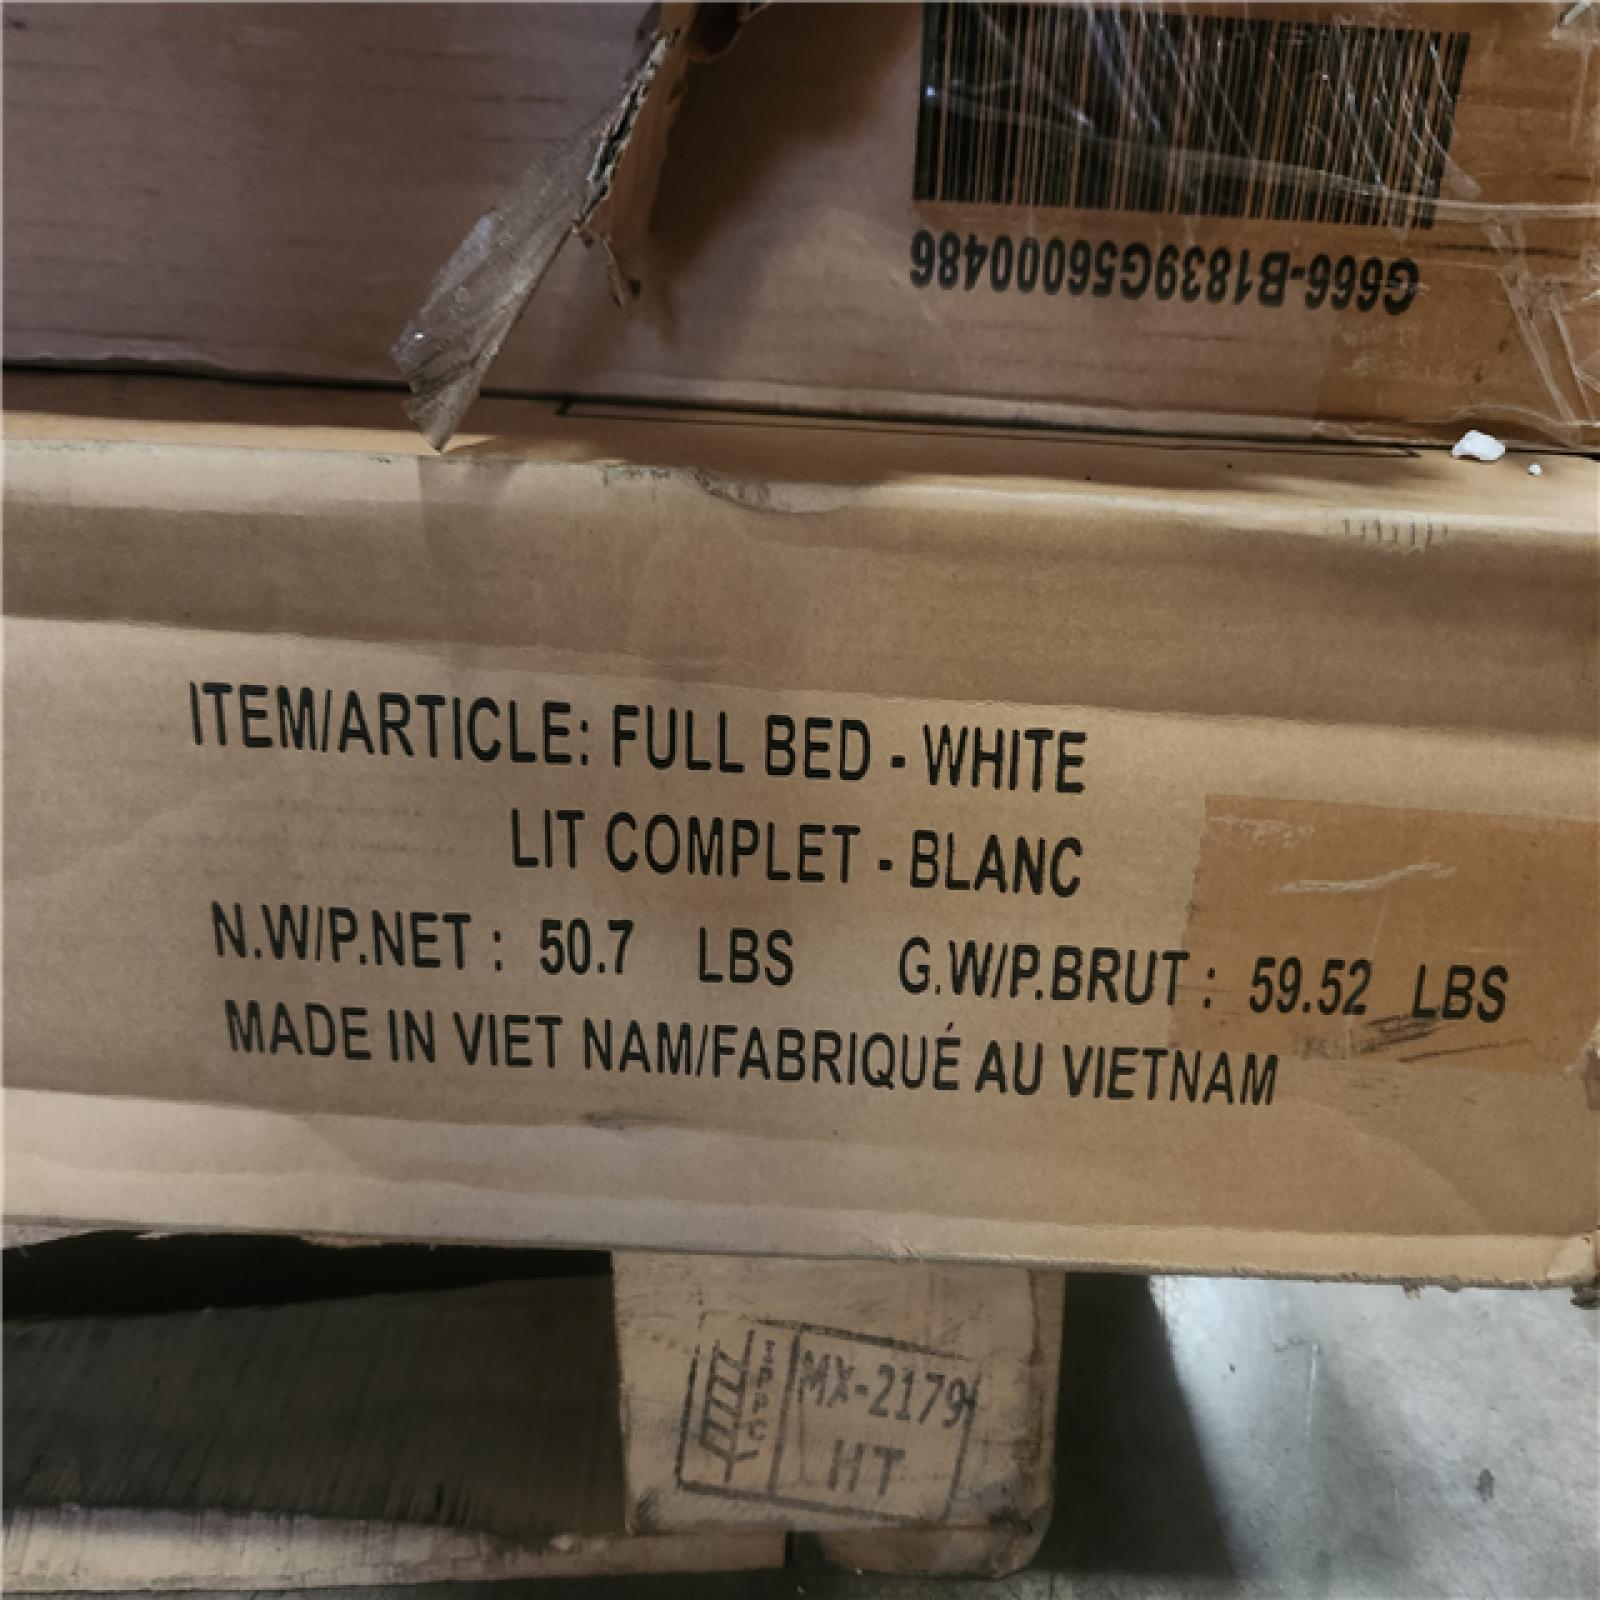 G666-B1839G56000486
ITEM/ARTICLE: FULL BED - WHITE
LIT COMPLET - BLANC
N.W/P.NET : 50.7 LBS G.W/P.BRUT : 59.52 LBS
MADE IN VIET NAM/FABRIQUÉ AU VIETNAM
IPPC
MX-2179
HT